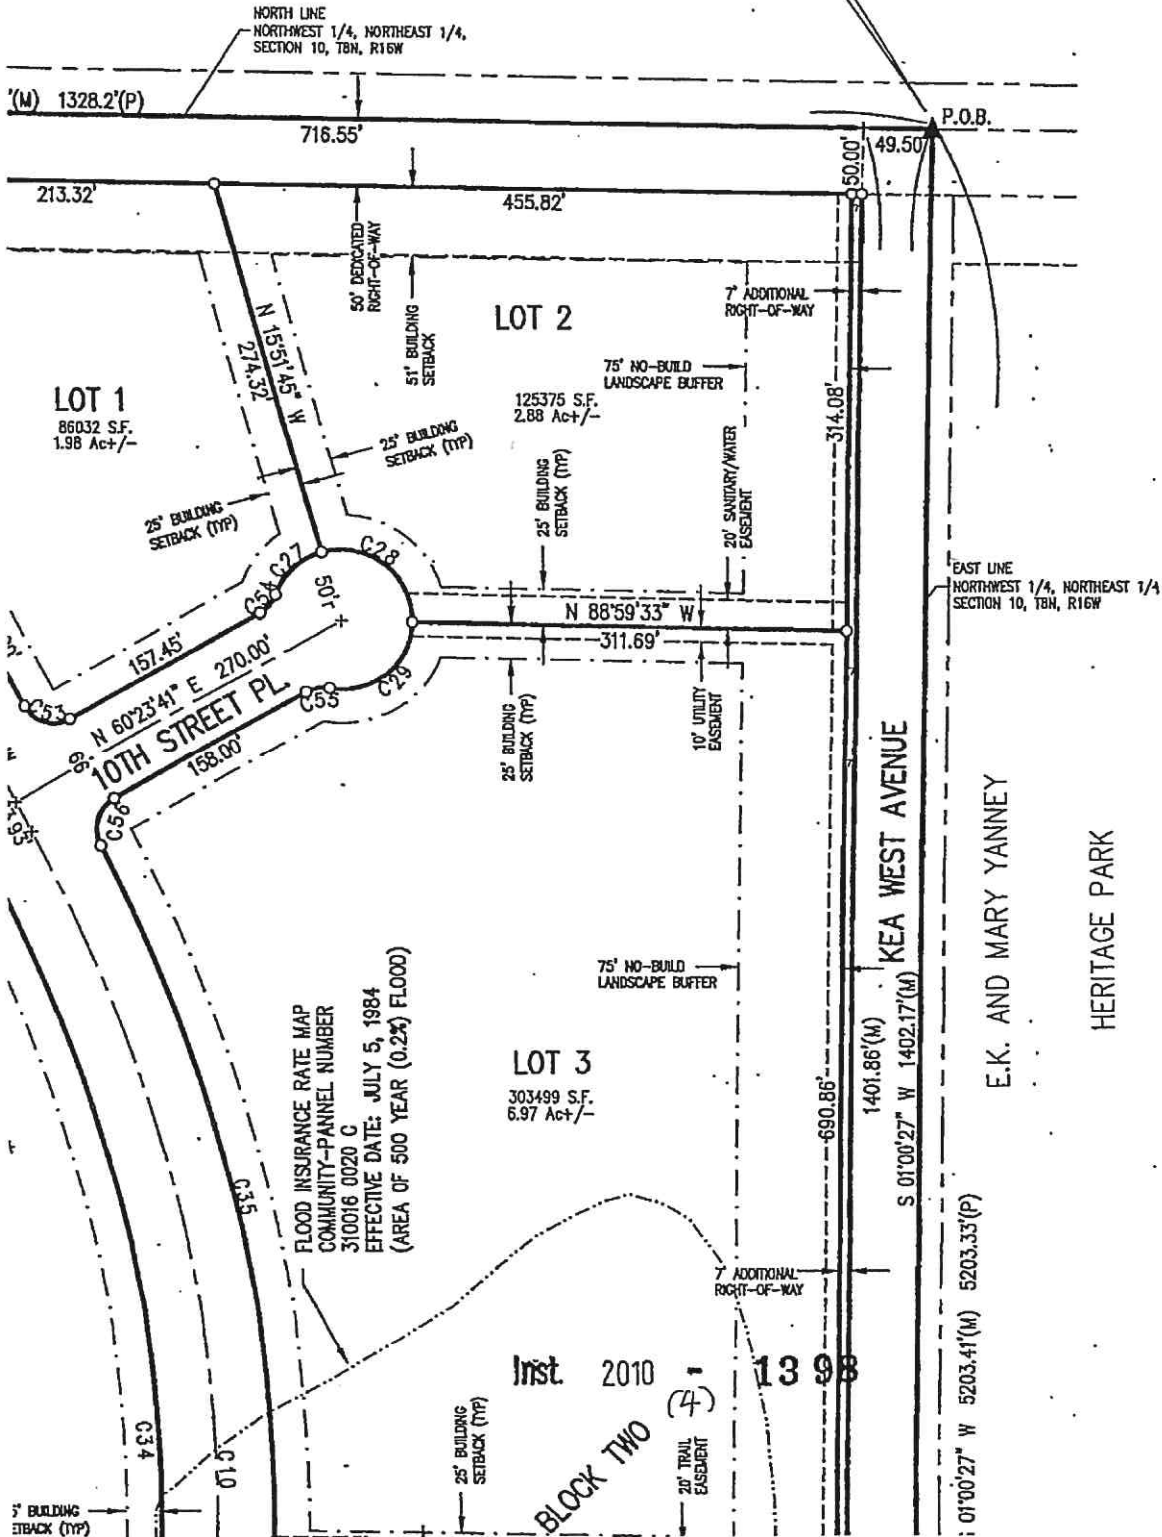 NORTH LINE
NORTHWEST 1/4, NORTHEAST 1/4,
SECTION 10, T8N, R16W
'(M) 1328.2'(P)
716.55'
P.O.B.
49.50'
50.00'
213.32'
455.82'
50' DEDICATED
RIGHT-OF-WAY
51' BUILDING
SETBACK
7' ADDITIONAL
RIGHT-OF-WAY
LOT 2
125375 S.F.
2.88 Ac+/-
75' NO-BUILD
LANDSCAPE BUFFER
N 15°51'45" W
274.32'
LOT 1
86032 S.F.
1.98 Ac+/-
25' BUILDING
SETBACK (TYP)
25' BUILDING
SETBACK (TYP)
25' BUILDING
SETBACK (TYP)
20' SANITARY/WATER
EASEMENT
314.08'
EAST LINE
NORTHWEST 1/4, NORTHEAST 1/4
SECTION 10, T8N, R16W
C27
C28
C54
50'r
N 88°59'33" W
311.69'
157.45'
C53
N 60°23'41" E 270.00'
10TH STREET PL.
158.00'
C55
C29
66'
C56
25' BUILDING
SETBACK (TYP)
10' UTILITY
EASEMENT
KEA WEST AVENUE
E.K. AND MARY YANNEY
HERITAGE PARK
75' NO-BUILD
LANDSCAPE BUFFER
FLOOD INSURANCE RATE MAP
COMMUNITY-PANNEL NUMBER
310016 0020 C
EFFECTIVE DATE: JULY 5, 1984
(AREA OF 500 YEAR (0.2%) FLOOD)
LOT 3
303499 S.F.
6.97 Ac+/-
690.86'
1401.86'(M)
S 01°00'27" W 1402.17'(M)
01°00'27" W 5203.41'(M) 5203.33'(P)
C35
7' ADDITIONAL
RIGHT-OF-WAY
Inst. 2010 - 1398
(4)
BLOCK TWO
C34
C10
25' BUILDING
SETBACK (TYP)
20' TRAIL
EASEMENT
5' BUILDING
ETBACK (TYP)